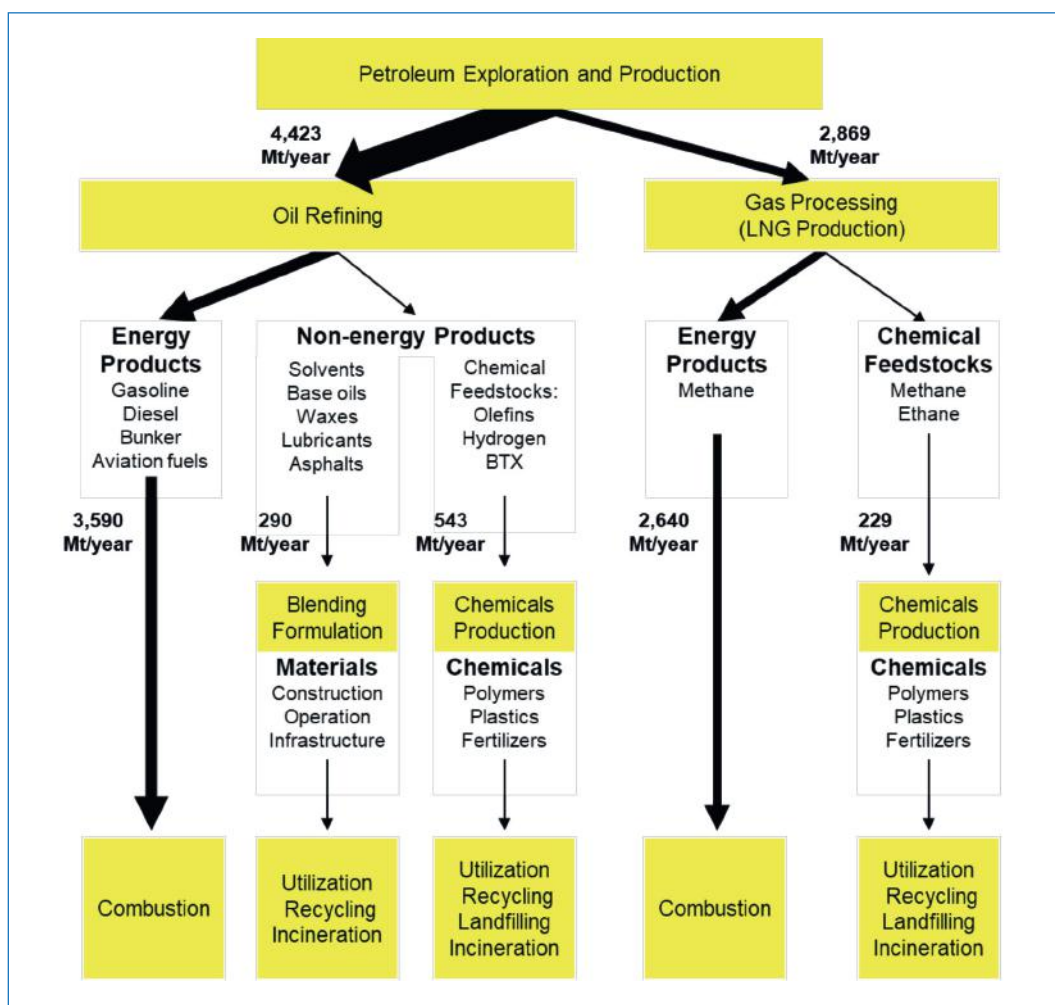 Petroleum Exploration and Production
4,423
Mt/year
2,869
Mt/year
Oil Refining
Gas Processing
(LNG Production)
Energy
Products
Gasoline
Diesel
Bunker
Aviation fuels
Non-energy Products
Solvents
Base oils
Waxes
Lubricants
Asphalts
Chemical
Feedstocks:
Olefins
Hydrogen
BTX
Energy
Products
Methane
Chemical
Feedstocks
Methane
Ethane
3,590
Mt/year
290
Mt/year
543
Mt/year
2,640
Mt/year
229
Mt/year
Blending
Formulation
Materials
Construction
Operation
Infrastructure
Chemicals
Production
Chemicals
Polymers
Plastics
Fertilizers
Chemicals
Production
Chemicals
Polymers
Plastics
Fertilizers
Combustion
Utilization
Recycling
Incineration
Utilization
Recycling
Landfilling
Incineration
Combustion
Utilization
Recycling
Landfilling
Incineration